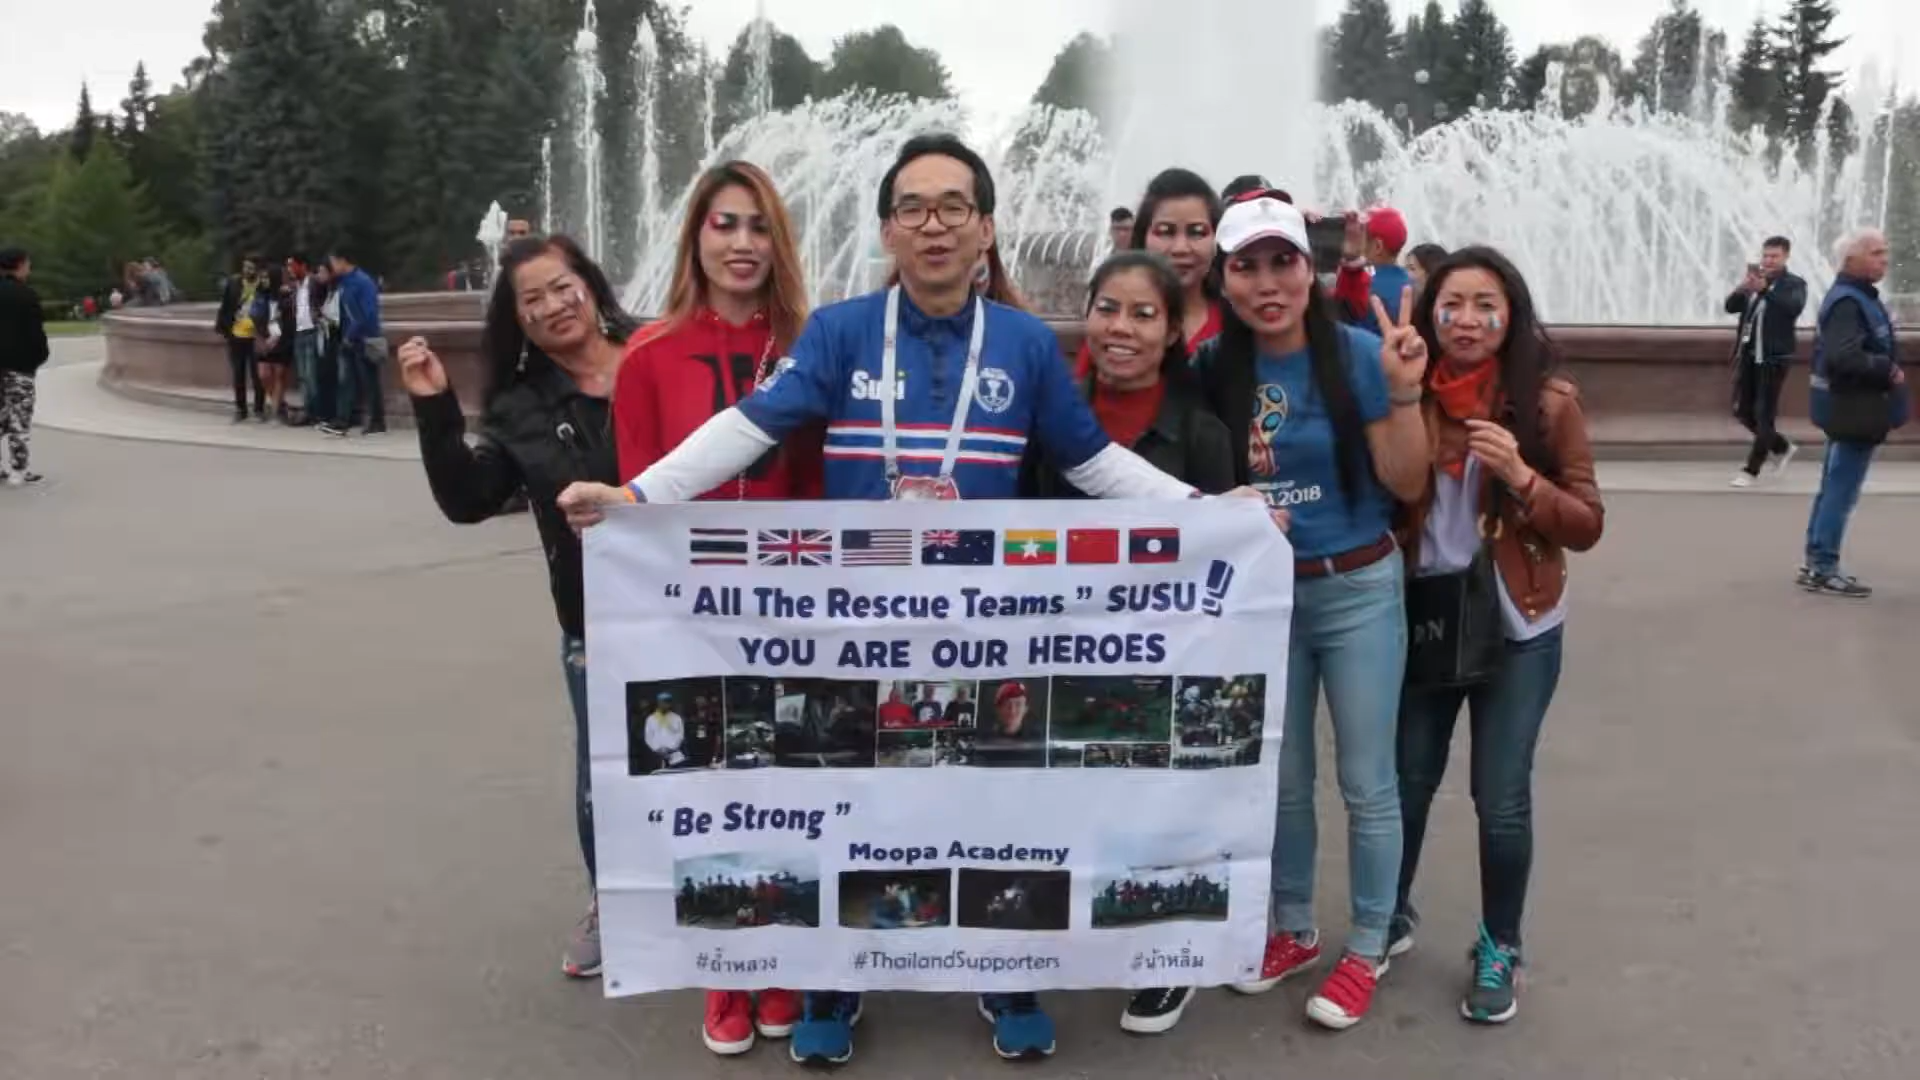 Susi
A 2018
“ All The Rescue Teams ” SUSU!!
YOU ARE OUR HEROES
“ Be Strong ”
Moopa Academy
#ถ้ำหลวง #ThailandSupporters #น้าหลิ่ม